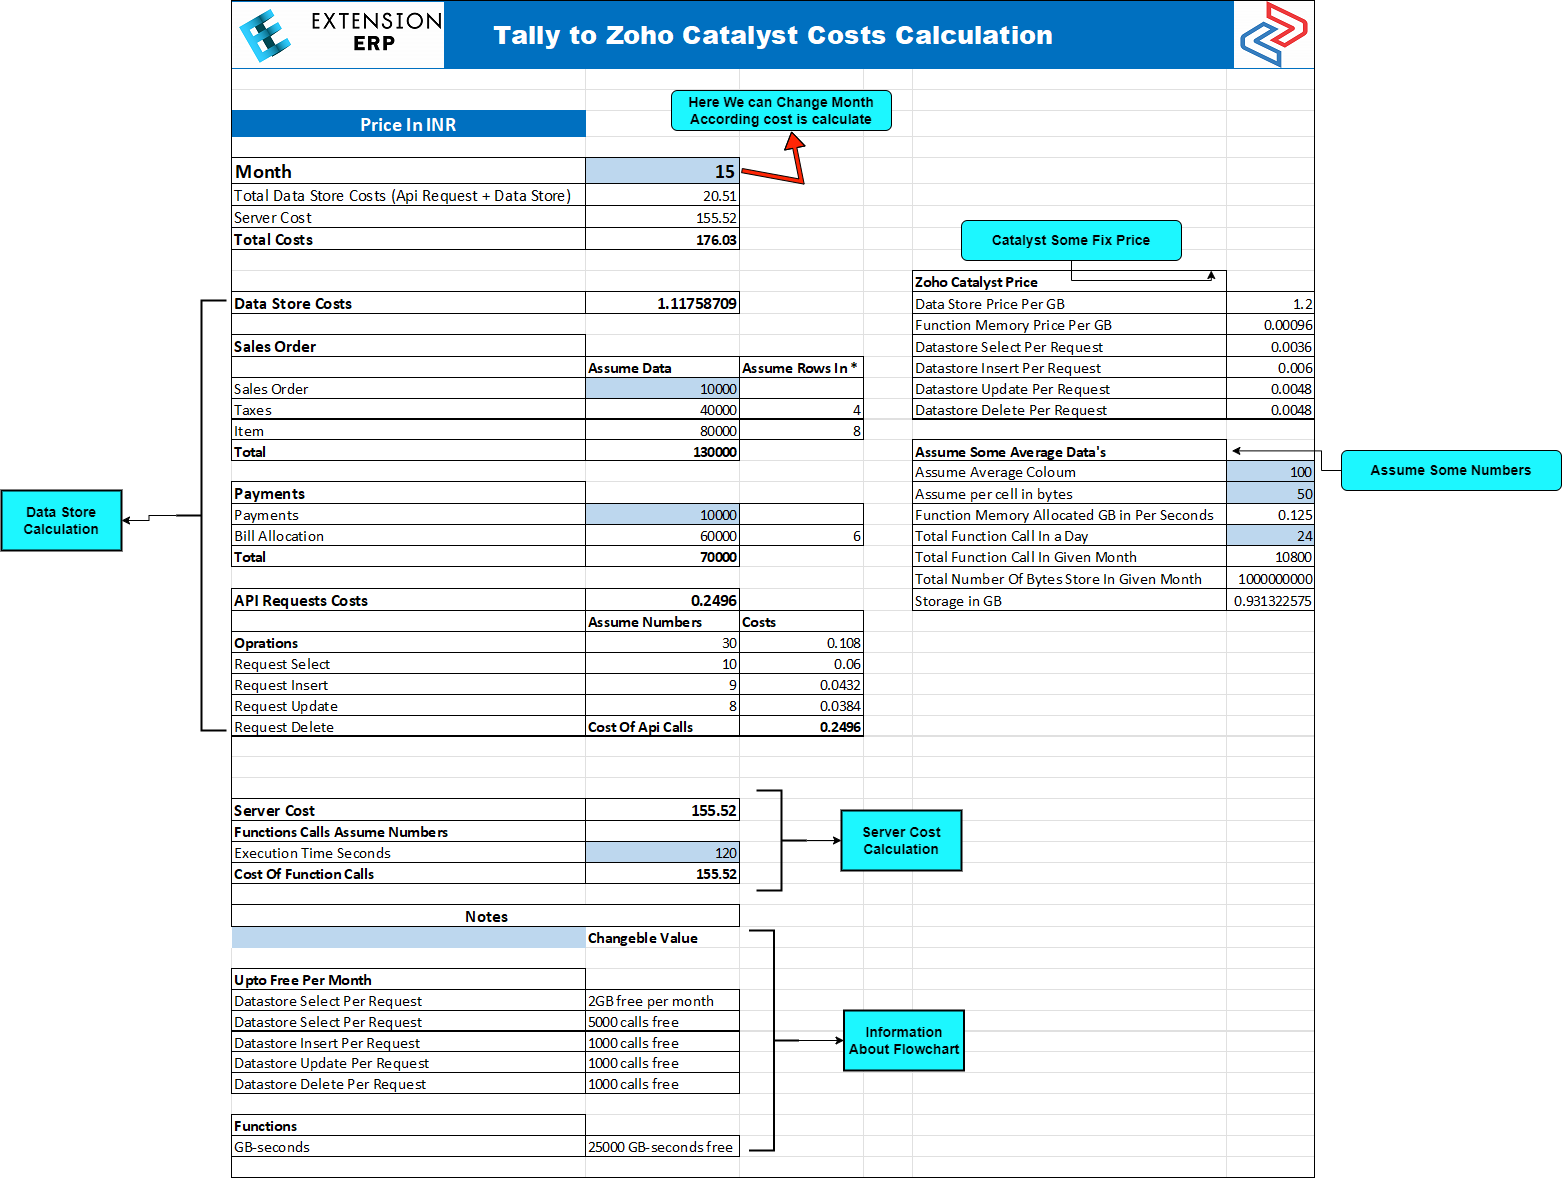 EXTENSION
ERP
Tally to Zoho Catalyst Costs Calculation
Here We can Change Month
According cost is calculate
Price In INR
Month 15
Total Data Store Costs (Api Request + Data Store) 20.51
Server Cost 155.52
Total Costs 176.03
Catalyst Some Fix Price
Zoho Catalyst Price
Data Store Costs 1.11758709
Data Store Price Per GB 1.2
Function Memory Price Per GB 0.00096
Sales Order
Datastore Select Per Request 0.0036
Assume Data Assume Rows In *
Datastore Insert Per Request 0.006
Sales Order 10000
Datastore Update Per Request 0.0048
Taxes 40000 4
Datastore Delete Per Request 0.0048
Item 80000 8
Total 130000
Assume Some Average Data's
Assume Some Numbers
Assume Average Coloum 100
Payments
Assume per cell in bytes 50
Payments 10000
Function Memory Allocated GB in Per Seconds 0.125
Data Store
Calculation
Bill Allocation 60000 6
Total Function Call In a Day 24
Total 70000
Total Function Call In Given Month 10800
Total Number Of Bytes Store In Given Month 1000000000
API Requests Costs 0.2496
Storage in GB 0.931322575
Assume Numbers Costs
Oprations 30 0.108
Request Select 10 0.06
Request Insert 9 0.0432
Request Update 8 0.0384
Request Delete Cost Of Api Calls 0.2496
Server Cost 155.52
Functions Calls Assume Numbers
Execution Time Seconds 120
Cost Of Function Calls 155.52
Server Cost
Calculation
Notes
Changeble Value
Upto Free Per Month
Datastore Select Per Request 2GB free per month
Datastore Select Per Request 5000 calls free
Datastore Insert Per Request 1000 calls free
Datastore Update Per Request 1000 calls free
Datastore Delete Per Request 1000 calls free
Information
About Flowchart
Functions
GB-seconds 25000 GB-seconds free